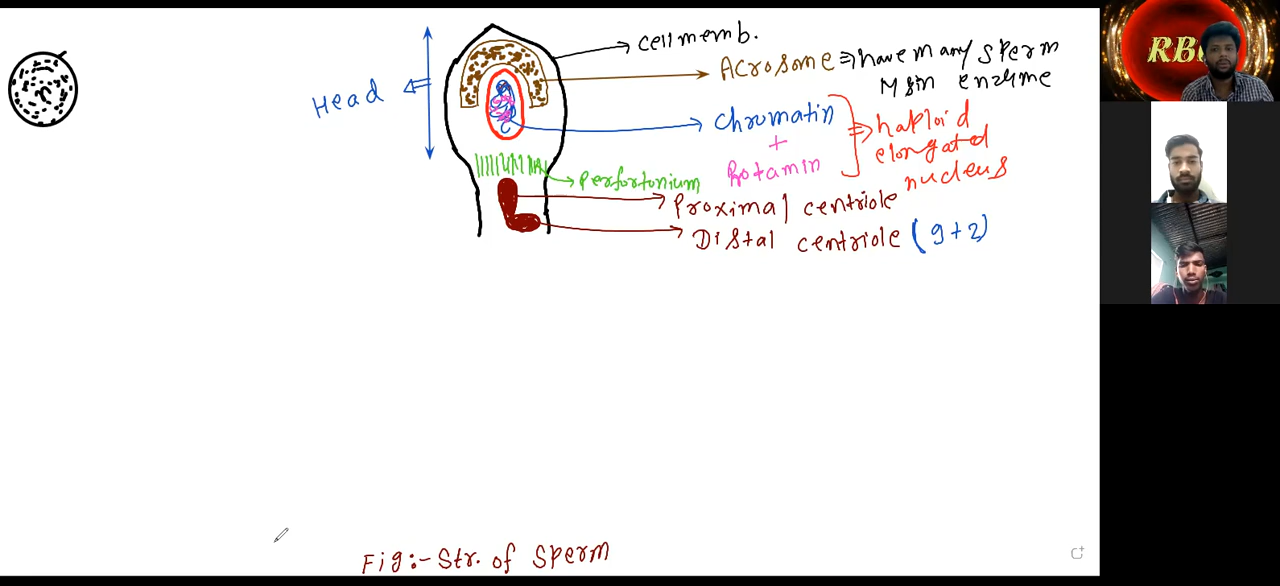 cell memb.
Acrosome ⇒ have many sperm
lysin enzyme
Head
chromatin
+
Protamin
haploid
elongated
nucleus
Perfortonium
Proximal centriole
Distal centriole (9+2)
Fig:- Str. of Sperm
RB